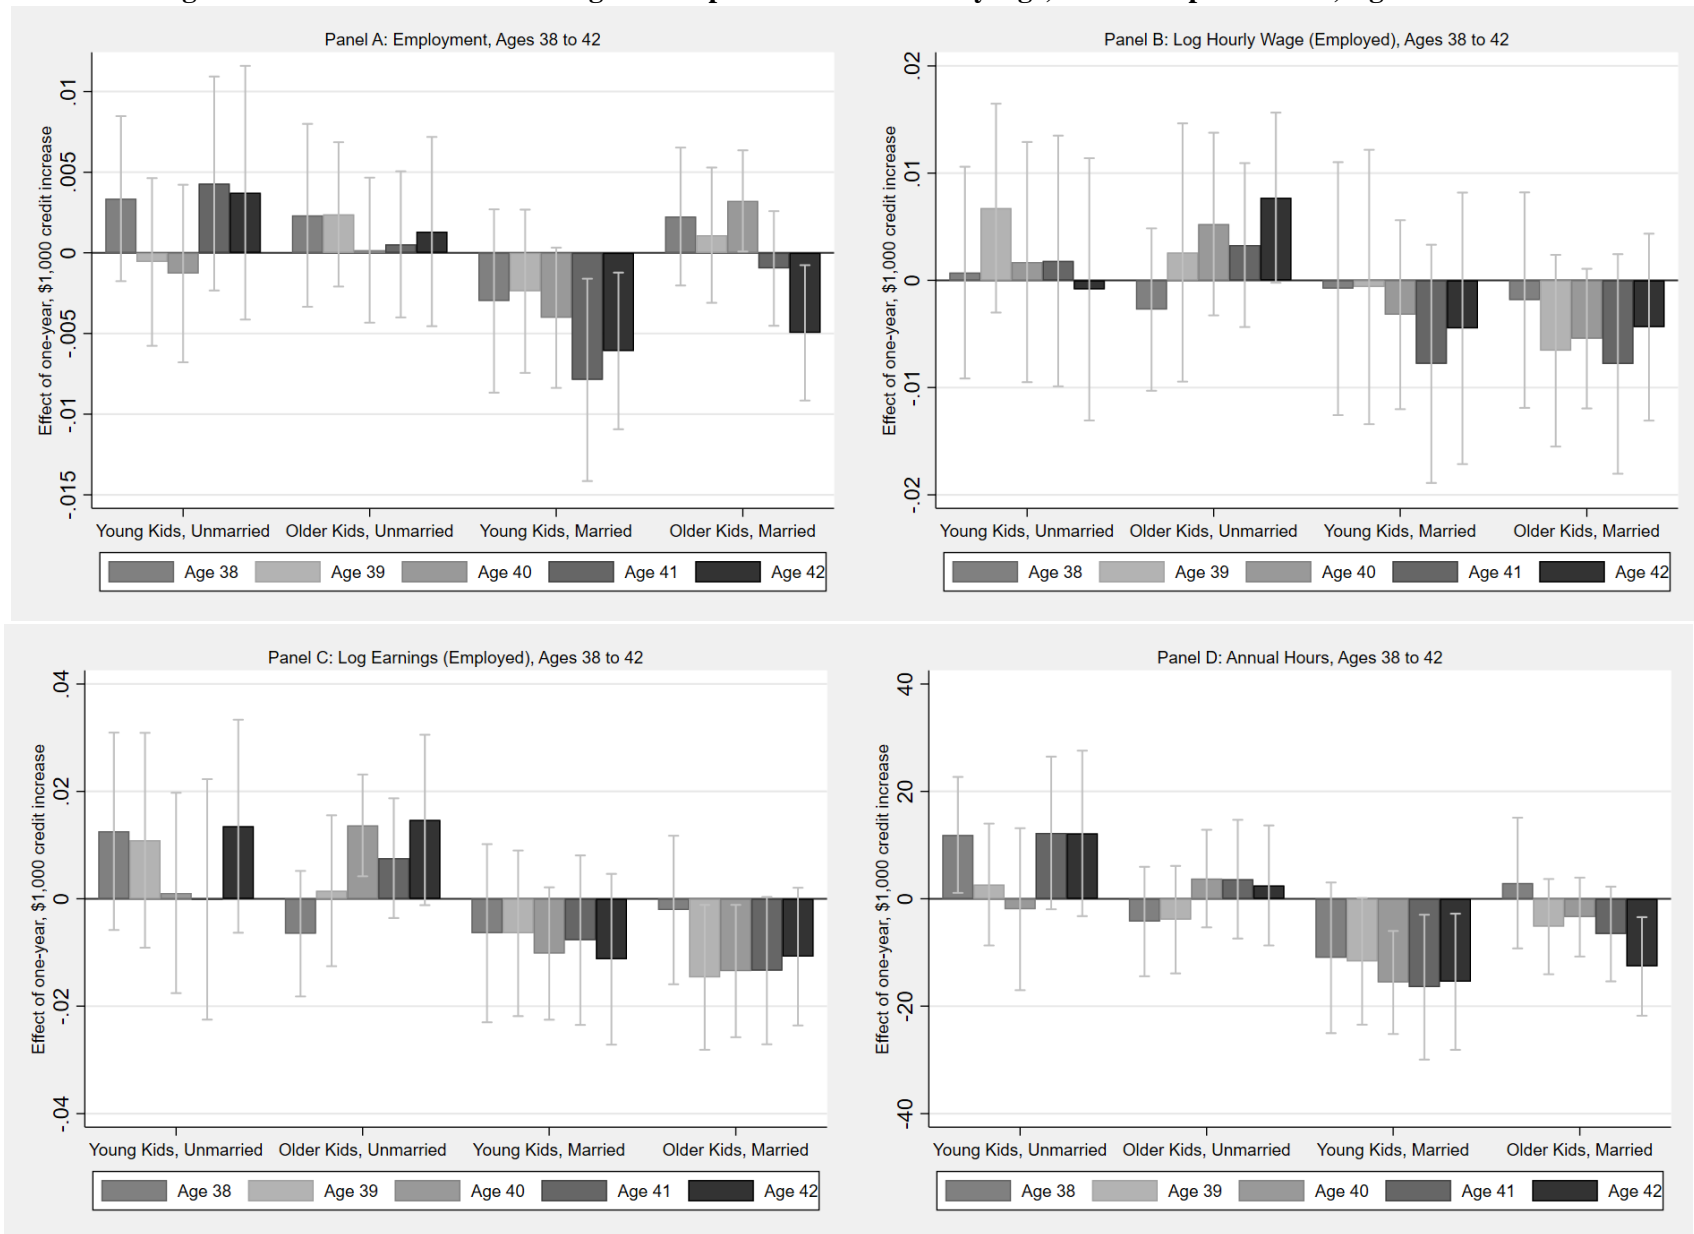 Panel A: Employment, Ages 38 to 42
Effect of one-year, $1,000 credit increase
.01
.005
0
-.005
-.01
-.015
Young Kids, Unmarried
Older Kids, Unmarried
Young Kids, Married
Older Kids, Married
Age 38
Age 39
Age 40
Age 41
Age 42
Panel B: Log Hourly Wage (Employed), Ages 38 to 42
Effect of one-year, $1,000 credit increase
.02
.01
0
-.01
-.02
Young Kids, Unmarried
Older Kids, Unmarried
Young Kids, Married
Older Kids, Married
Age 38
Age 39
Age 40
Age 41
Age 42
Panel C: Log Earnings (Employed), Ages 38 to 42
Effect of one-year, $1,000 credit increase
.04
.02
0
-.02
-.04
Young Kids, Unmarried
Older Kids, Unmarried
Young Kids, Married
Older Kids, Married
Age 38
Age 39
Age 40
Age 41
Age 42
Panel D: Annual Hours, Ages 38 to 42
Effect of one-year, $1,000 credit increase
40
20
0
-20
-40
Young Kids, Unmarried
Older Kids, Unmarried
Young Kids, Married
Older Kids, Married
Age 38
Age 39
Age 40
Age 41
Age 42